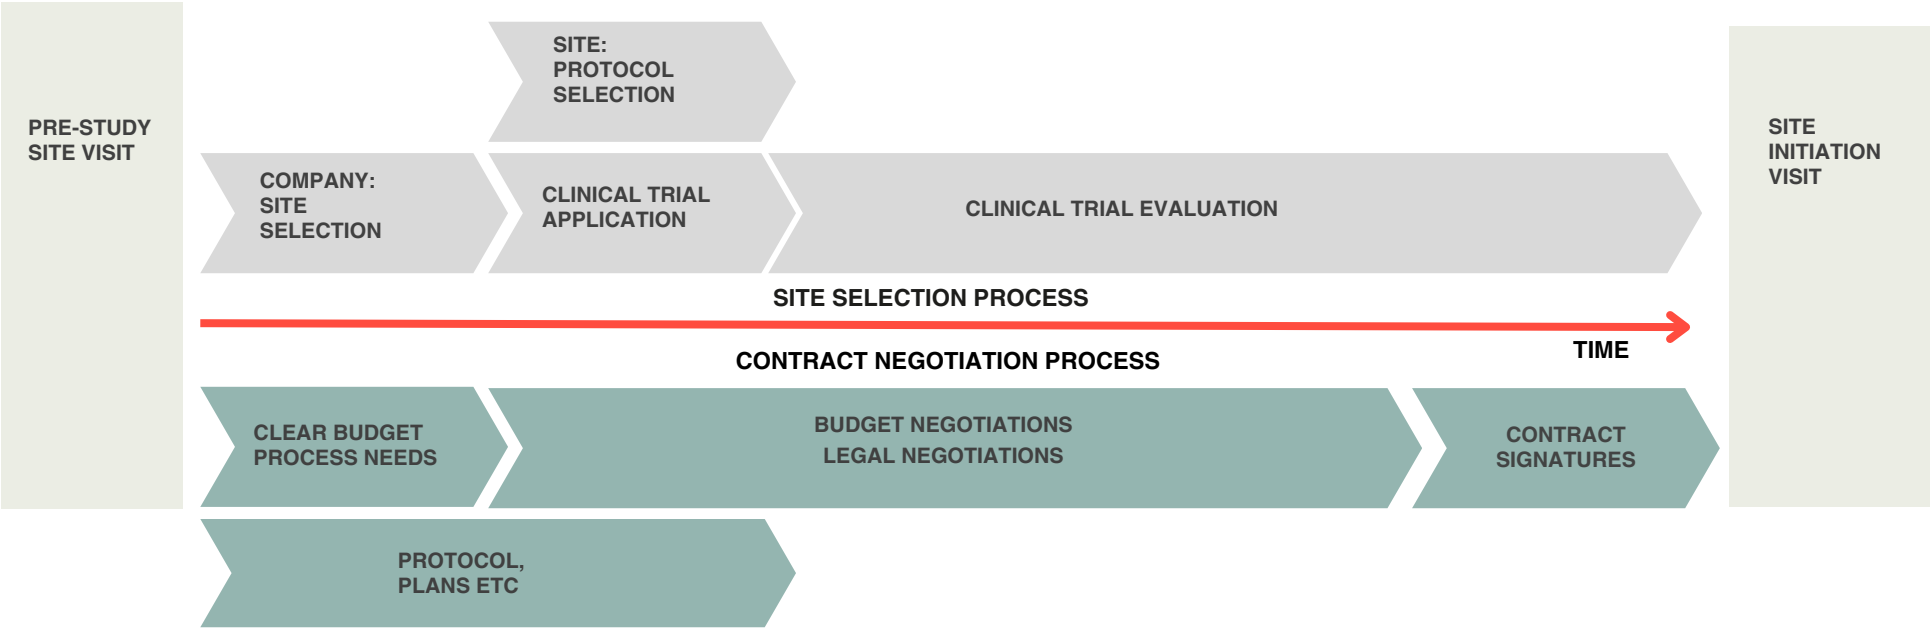 PRE-STUDY
SITE VISIT
SITE:
PROTOCOL
SELECTION
COMPANY:
SITE
SELECTION
CLINICAL TRIAL
APPLICATION
CLINICAL TRIAL EVALUATION
SITE
INITIATION
VISIT
SITE SELECTION PROCESS
TIME
CONTRACT NEGOTIATION PROCESS
CLEAR BUDGET
PROCESS NEEDS
BUDGET NEGOTIATIONS
LEGAL NEGOTIATIONS
CONTRACT
SIGNATURES
PROTOCOL,
PLANS ETC